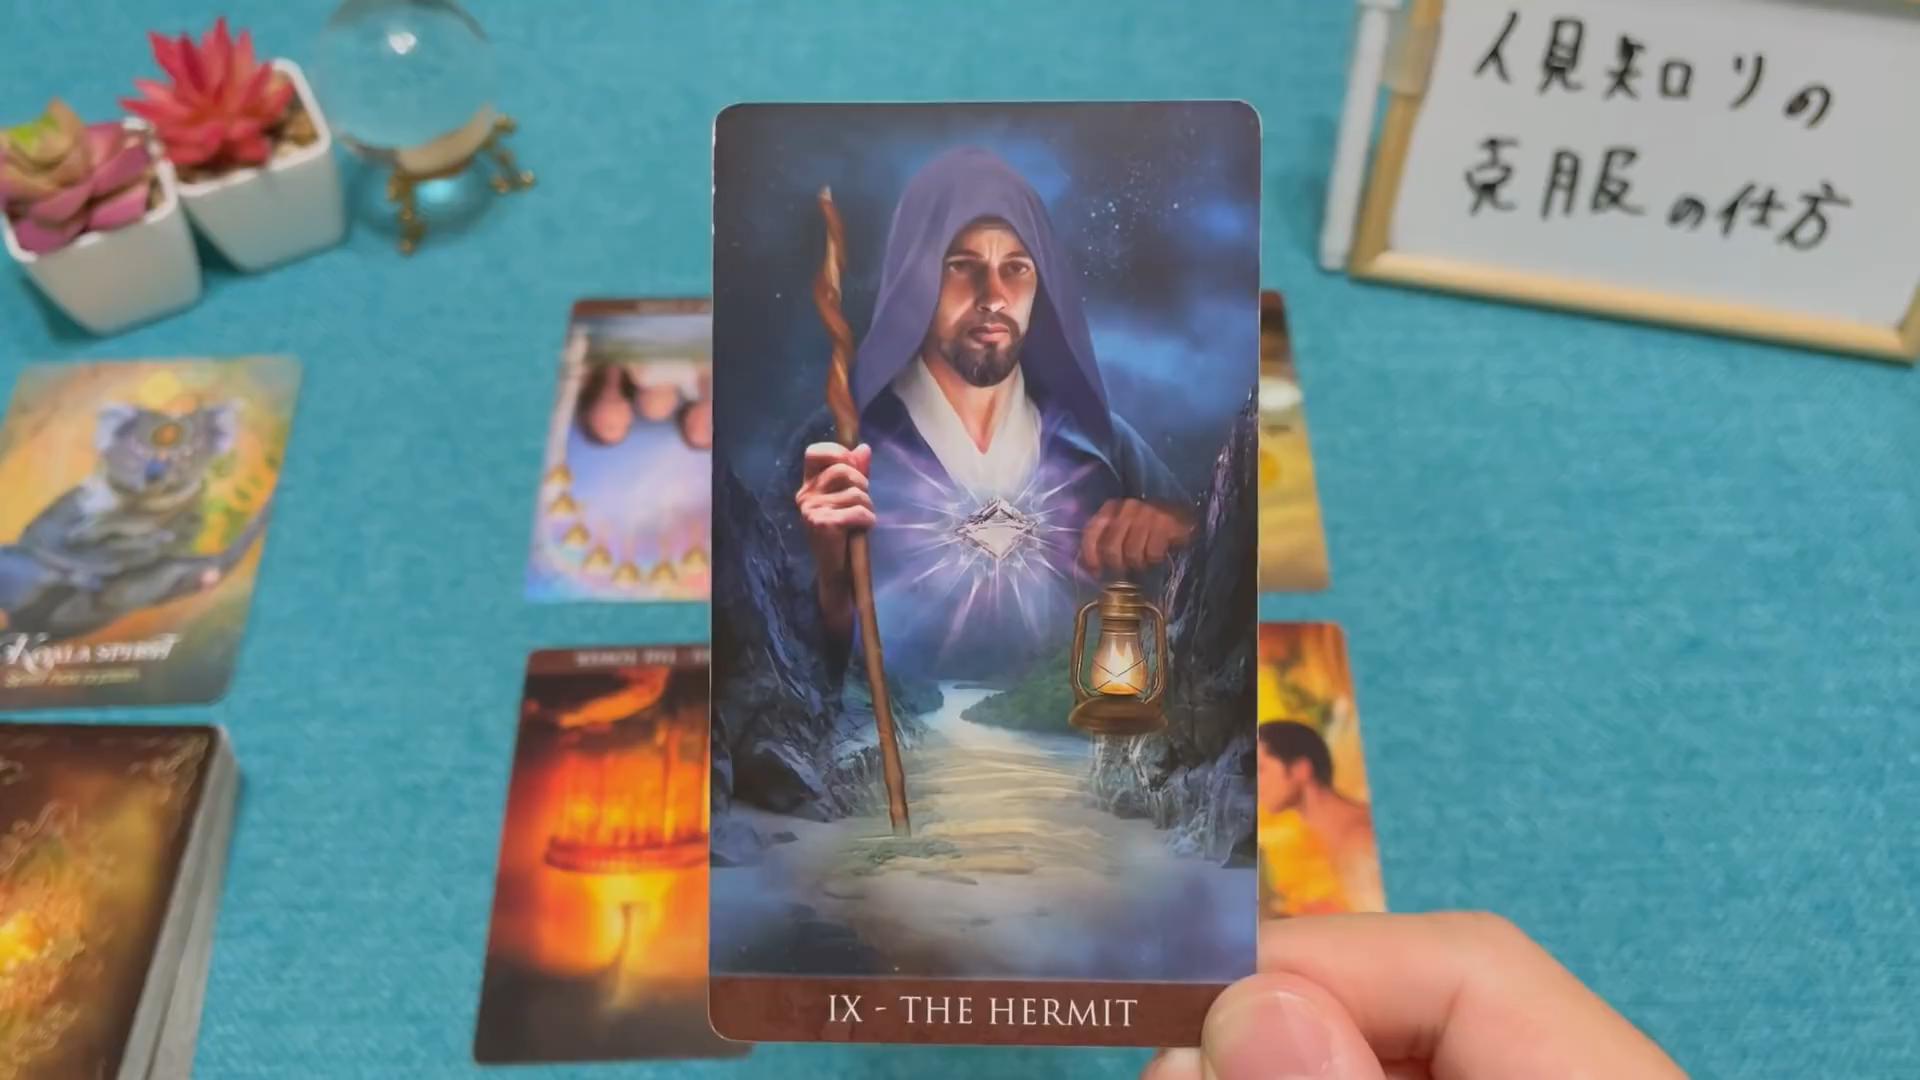 人見知りの
克服の仕方
KOALA SPIRIT
IX - THE HERMIT